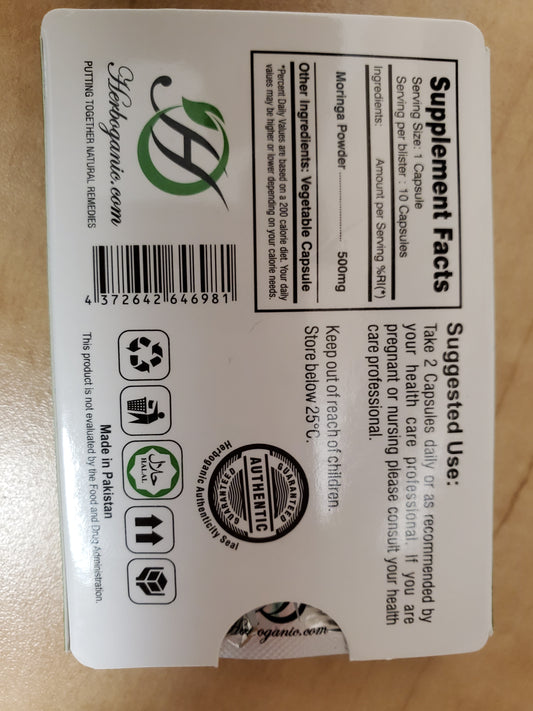 Supplement Facts
Serving Size: 1 Capsule
Serving per blister : 10 Capsules
Ingredients: Amount per Serving %RI(*)
Moringa Powder ........................ 500mg
Other Ingredients: Vegetable Capsule
*Percent Daily Values are based on a 200 calorie diet. Your daily
values may be higher or lower depending on your calorie needs.
H
Herboganic.com
PUTTING TOGETHER NATURAL REMEDIES
4 372642 646981
Suggested Use:
Take 2 Capsules daily or as recommended by
your health care professional. If you are
pregnant or nursing please consult your health
care professional.
Keep out of reach of children.
Store below 25°C.
GUARANTEED
AUTHENTIC
GUARANTEED
Herboganic Authenticity Seal
حلال
HALAL
Made in Pakistan
This product is not evaluated by the Food and Drug Administration.
oganic.com